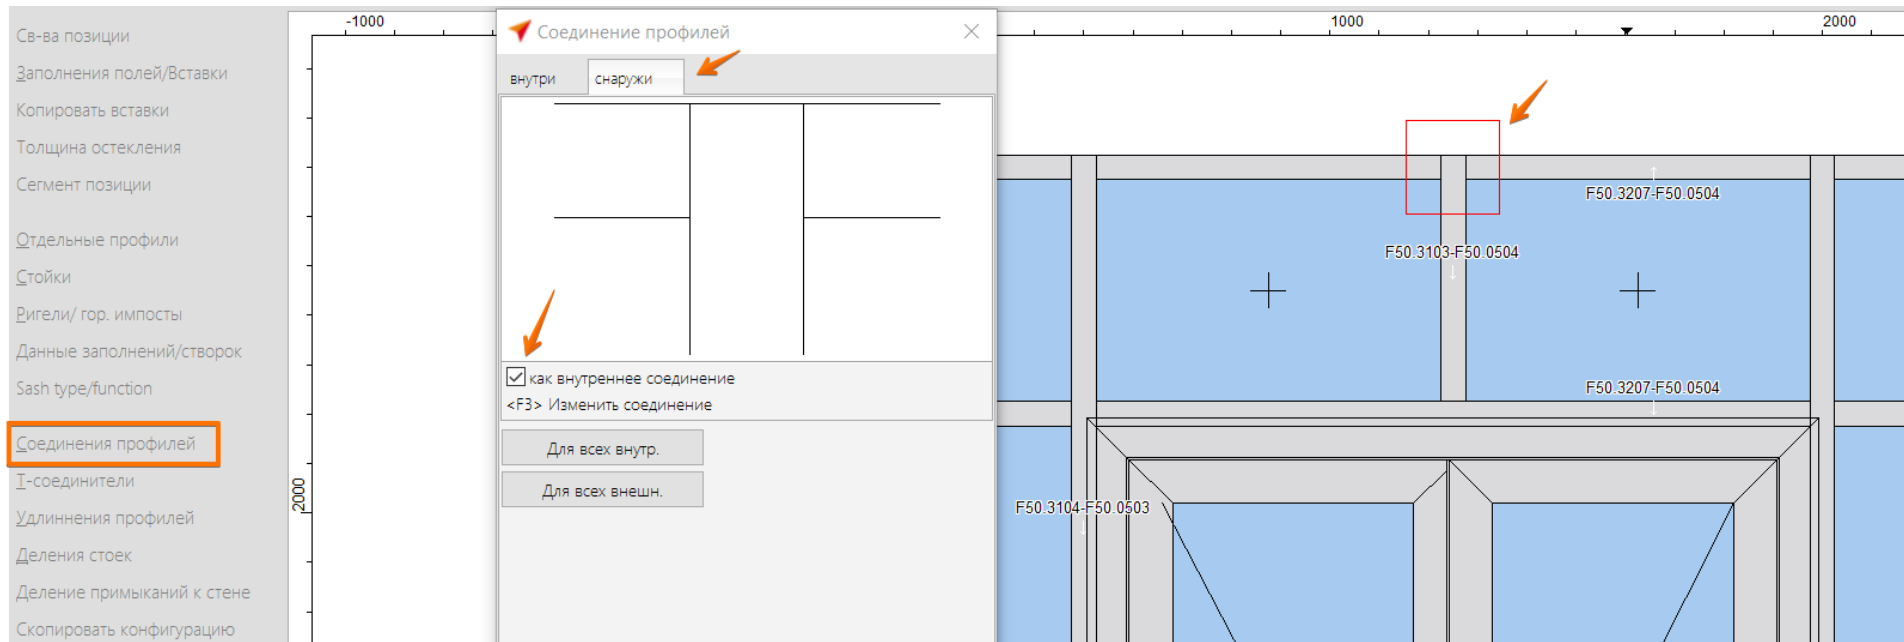 Св-ва позиции
Заполнения полей/Вставки
Копировать вставки
Толщина остекления
Сегмент позиции
Отдельные профили
Стойки
Ригели/ гор. импосты
Данные заполнений/створок
Sash type/function
Соединения профилей
Т-соединители
Удлиннения профилей
Деления стоек
Деление примыканий к стене
Скопировать конфигурацию
-1000
2000
Соединение профилей
внутри
снаружи
как внутреннее соединение
<F3> Изменить соединение
Для всех внутр.
Для всех внешн.
1000
2000
F50.3207-F50.0504
F50.3103-F50.0504
F50.3207-F50.0504
F50.3104-F50.0503